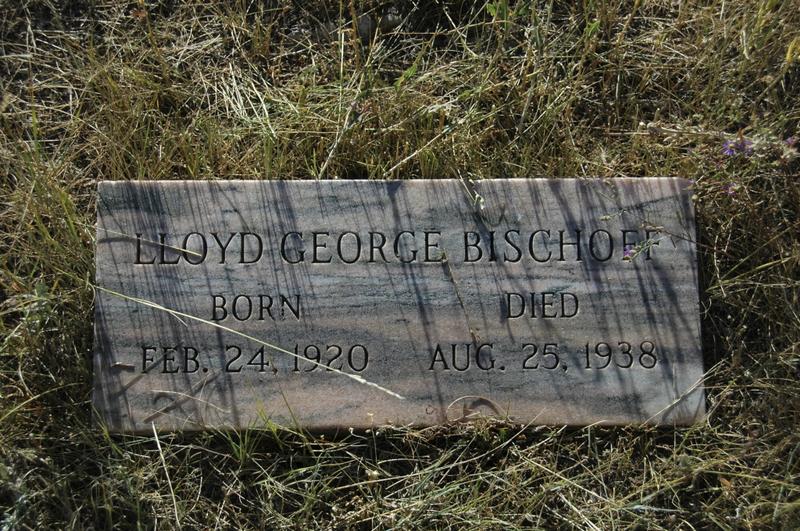 LLOYD GEORGE BISCHOFF
BORN DIED
FEB. 24, 1920 AUG. 25, 1938